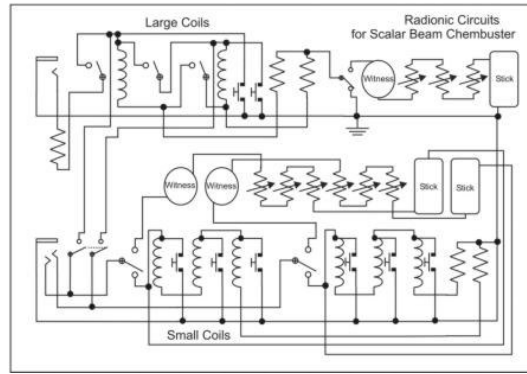 Large Coils
Radionic Circuits
for Scalar Beam Chembuster
Witness
Stick
Witness
Witness
Stick
Stick
Small Coils